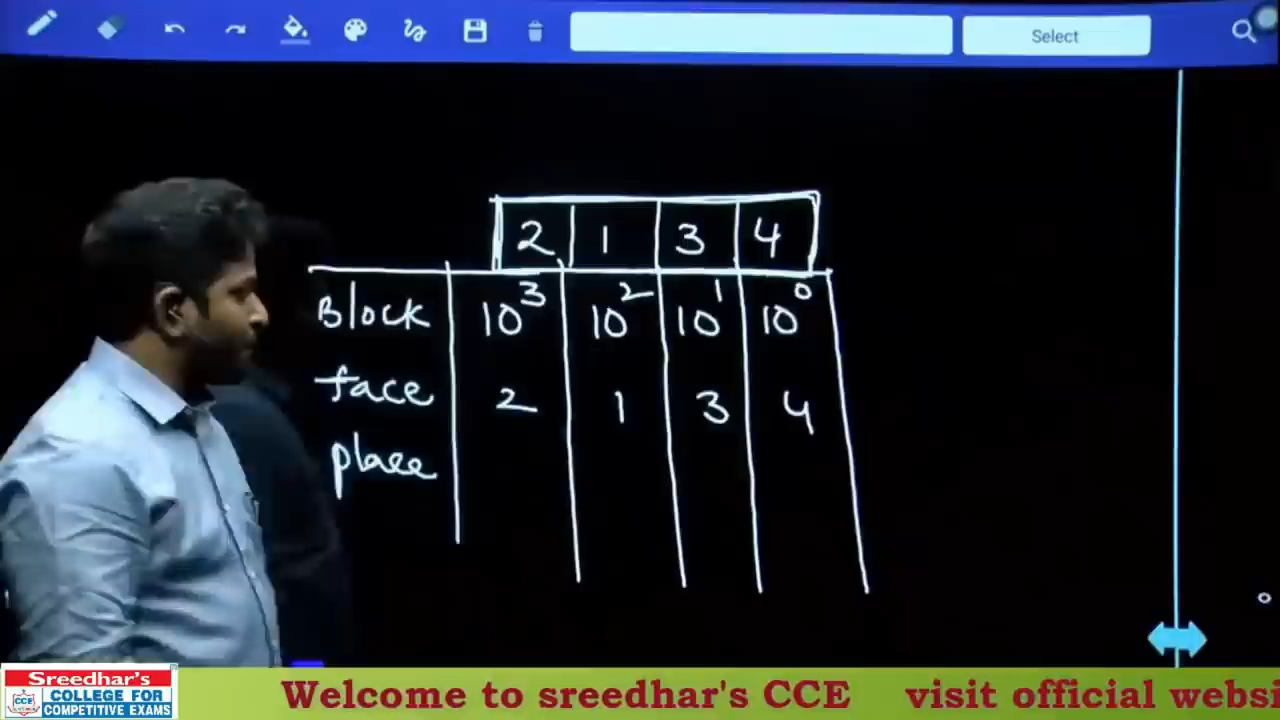 Select
2 1 3 4
Block 10³ 10² 10¹ 10⁰
face 2 1 3 4
place
Sreedhar's
CCE
COLLEGE FOR
COMPETITIVE EXAMS
Welcome to sreedhar's CCE visit official websi